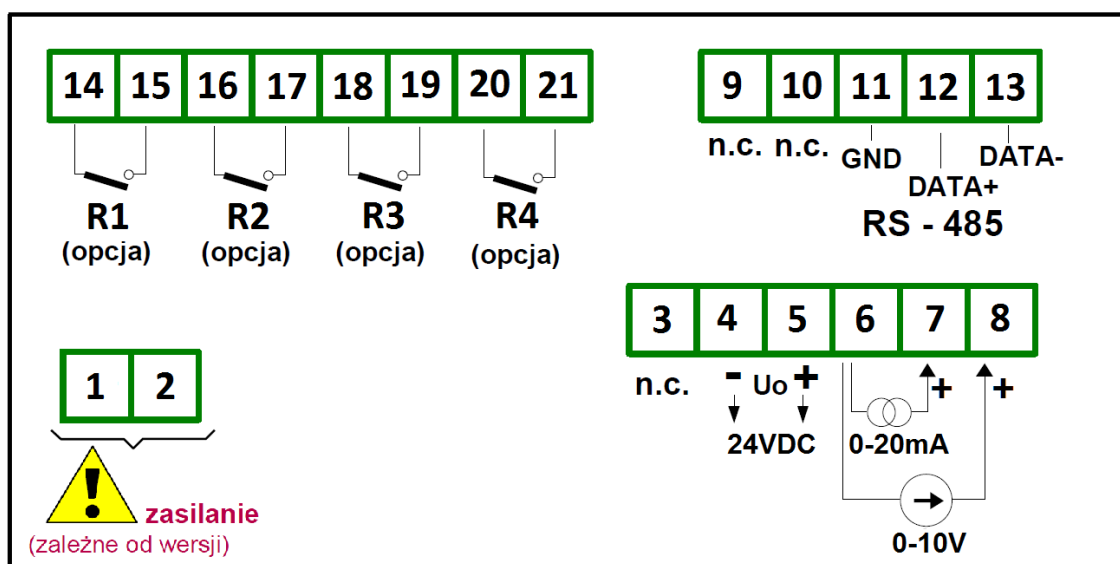 14 15 16 17 18 19 20 21
R1 R2 R3 R4
(opcja) (opcja) (opcja) (opcja)
9 10 11 12 13
n.c. n.c. GND DATA+ DATA-
RS - 485
1 2
!
zasilanie
(zależne od wersji)
3 4 5 6 7 8
n.c. - Uo + + +
24VDC 0-20mA
0-10V